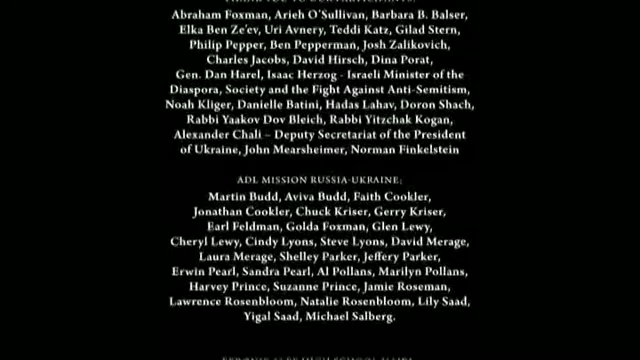 Abraham Foxman, Arieh O'Sullivan, Barbara B. Balser,
Elka Ben Ze'ev, Uri Avnery, Teddi Katz, Gilad Stern,
Philip Pepper, Ben Pepperman, Josh Zalikovich,
Charles Jacobs, David Hirsch, Dina Porat,
Gen. Dan Harel, Isaac Herzog - Israeli Minister of the
Diaspora, Society and the Fight Against Anti-Semitism,
Noah Kliger, Danielle Batini, Hadas Lahav, Doron Shach,
Rabbi Yaakov Dov Bleich, Rabbi Yitzchak Kogan,
Alexander Chali – Deputy Secretariat of the President
of Ukraine, John Mearsheimer, Norman Finkelstein
ADL MISSION RUSSIA-UKRAINE:
Martin Budd, Aviva Budd, Faith Cookler,
Jonathan Cookler, Chuck Kriser, Gerry Kriser,
Earl Feldman, Golda Foxman, Glen Lewy,
Cheryl Lewy, Cindy Lyons, Steve Lyons, David Merage,
Laura Merage, Shelley Parker, Jeffery Parker,
Erwin Pearl, Sandra Pearl, Al Pollans, Marilyn Pollans,
Harvey Prince, Suzanne Prince, Jamie Roseman,
Lawrence Rosenbloom, Natalie Rosenbloom, Lily Saad,
Yigal Saad, Michael Salberg.